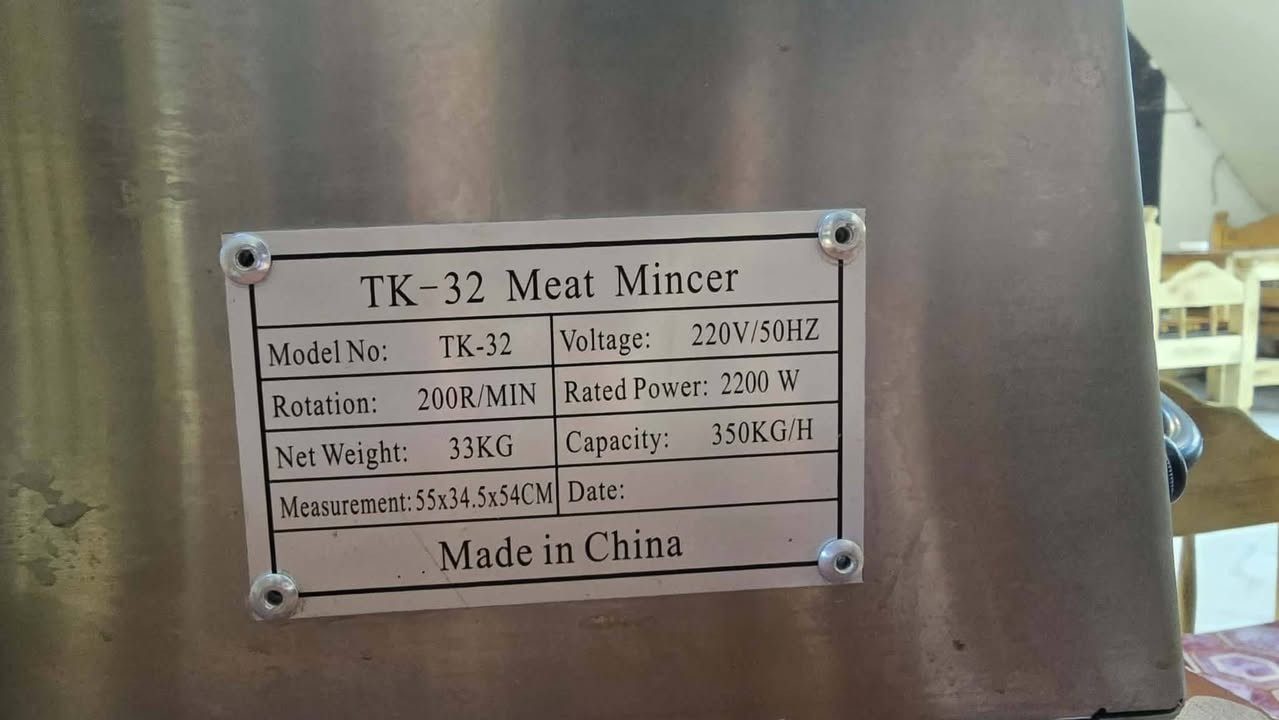 TK-32 Meat Mincer
Model No: TK-32 Voltage: 220V/50HZ
Rotation: 200R/MIN Rated Power: 2200 W
Net Weight: 33KG Capacity: 350KG/H
Measurement: 55x34.5x54CM Date:
Made in China